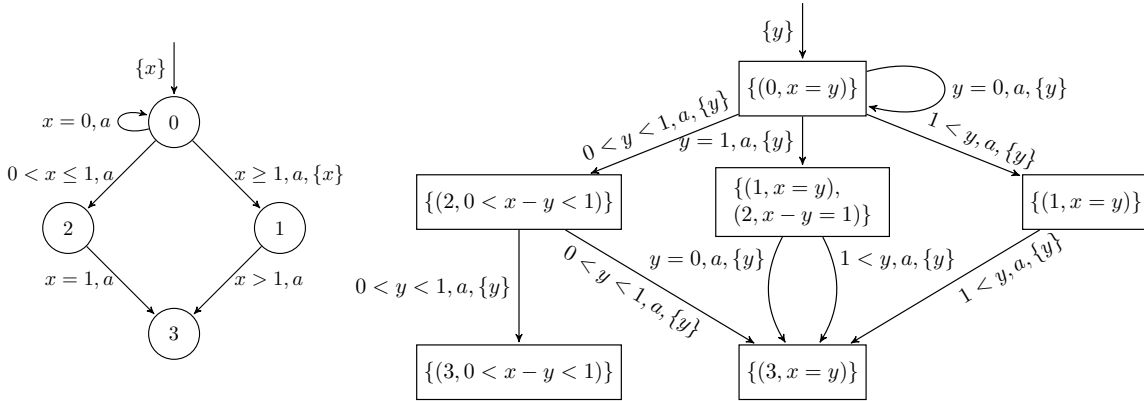 {x}
0
x = 0, a
0 < x ≤ 1, a
x ≥ 1, a, {x}
2
1
x = 1, a
x > 1, a
3
{y}
{(0, x = y)}
y = 0, a, {y}
0 < y < 1, a, {y}
y = 1, a, {y}
1 < y, a, {y}
{(2, 0 < x − y < 1)}
{(1, x = y),
(2, x − y = 1)}
{(1, x = y)}
0 < y < 1, a, {y}
0 < y < 1, a, {y}
y = 0, a, {y}
1 < y, a, {y}
1 < y, a, {y}
{(3, 0 < x − y < 1)}
{(3, x = y)}